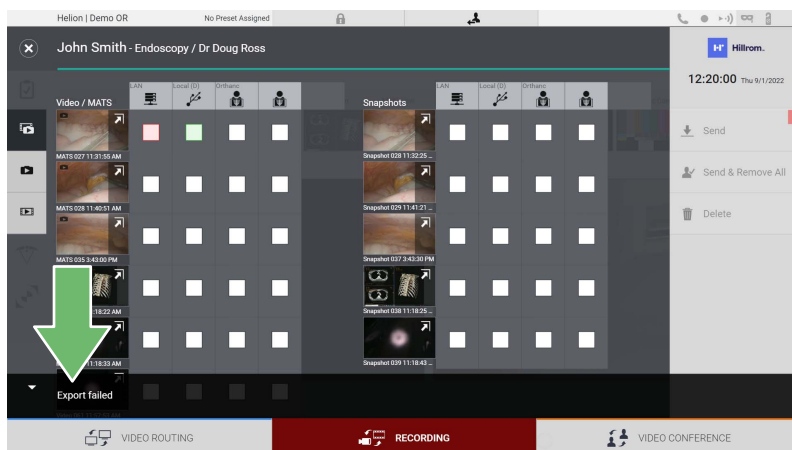 Helion | Demo OR
No Preset Assigned
John Smith - Endoscopy / Dr Doug Ross
Hillrom.
12:20:00 Thu 9/1/2022
Video / MATS
LAN
Local (D)
Orthanc
Snapshots
LAN
Local (D)
Orthanc
MATS 027 11:31:55 AM
Snapshot 028 11:32:25 ...
MATS 028 11:40:51 AM
Snapshot 029 11:41:21 ...
MATS 035 3:43:00 PM
Snapshot 037 3:43:30 PM
:18:22 AM
Snapshot 038 11:18:25 ...
11:18:33 AM
Snapshot 039 11:18:43 ...
Send
Send & Remove All
Delete
Export failed
VIDEO ROUTING
RECORDING
VIDEO CONFERENCE